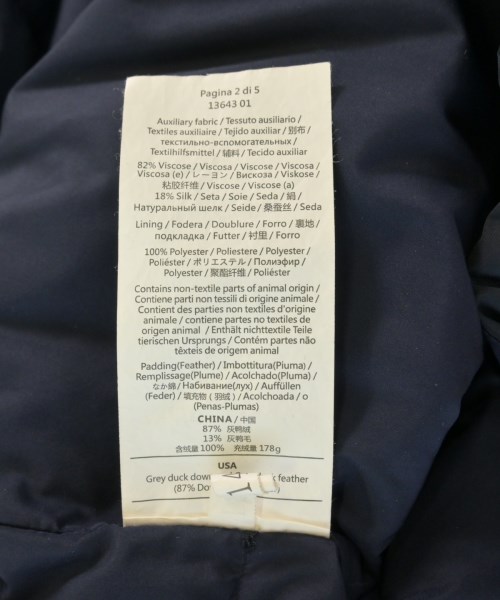 Pagina 2 di 5
13643 01
Auxiliary fabric / Tessuto ausiliario /
Textiles auxiliaire / Tejido auxiliar / 别布 /
текстильно-вспомогательных /
Textilhilfsmittel / 辅料 / Tecido auxiliar
82% Viscose / Viscosa / Viscose / Viscosa /
Viscosa (e) / レーヨン / Вискоза / Viskose /
粘胶纤维 / Viscose / Viscose (a)
18% Silk / Seta / Soie / Seda / 絹 /
Натуральный шелк / Seide / 桑蚕丝 / Seda
Lining / Fodera / Doublure / Forro / 裏地 /
подкладка / Futter / 衬里 / Forro
100% Polyester / Poliestere / Polyester /
Poliéster / ポリエステル / Полиэфир /
Polyester / 聚酯纤维 / Poliéster
Contains non-textile parts of animal origin /
Contiene parti non tessili di origine animale /
Contient des parties non textiles d'origine
animale / contiene partes no textiles de
origen animal / Enthält nichttextile Teile
tierischen Ursprungs / Contém partes não
têxteis de origem animal
Padding(Feather) / Imbottitura(Piuma) /
Remplissage(Plume) / Acolchado(Pluma) /
なか綿 / Набивание(лух) / Auffüllen
(Feder) / 填充物（羽绒）/ Acolchoada / o
(Penas-Plumas)
CHINA / 中国
87% 灰鸭绒
13% 灰鸭毛
含绒量100% 充绒量178g
USA
Grey duck down feather
(87%